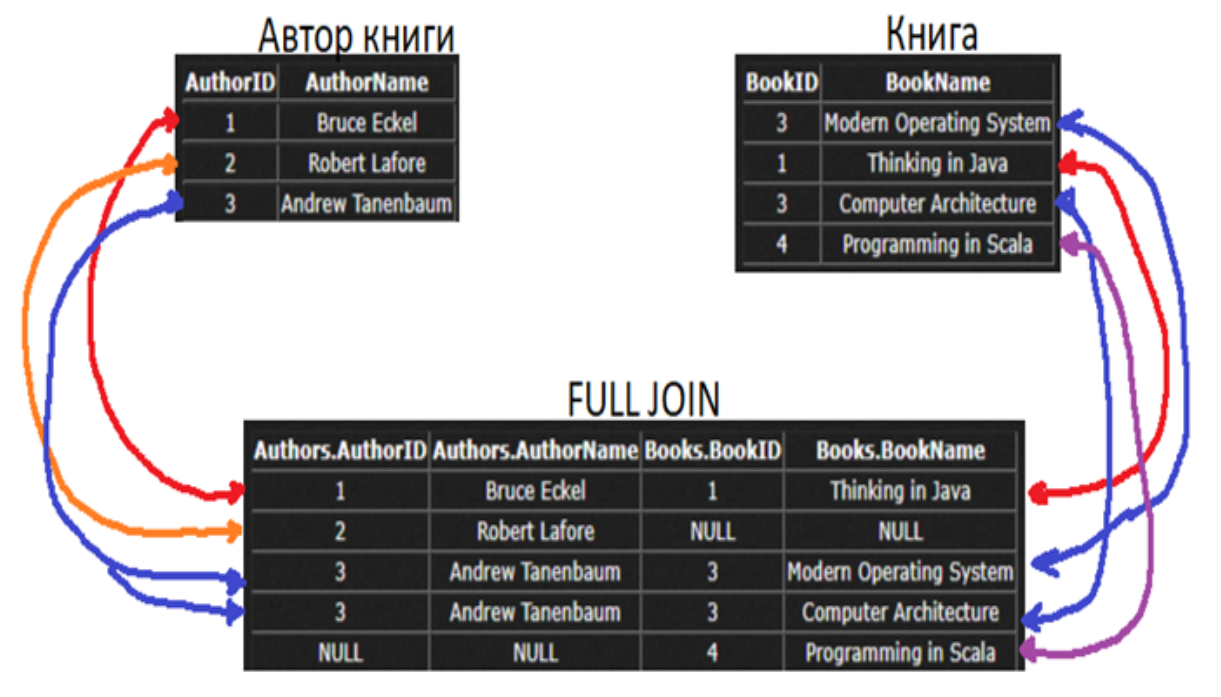 Автор книги
AuthorID AuthorName
1 Bruce Eckel
2 Robert Lafore
3 Andrew Tanenbaum
Книга
BookID BookName
3 Modern Operating System
1 Thinking in Java
3 Computer Architecture
4 Programming in Scala
FULL JOIN
Authors.AuthorID Authors.AuthorName Books.BookID Books.BookName
1 Bruce Eckel 1 Thinking in Java
2 Robert Lafore NULL NULL
3 Andrew Tanenbaum 3 Modern Operating System
3 Andrew Tanenbaum 3 Computer Architecture
NULL NULL 4 Programming in Scala